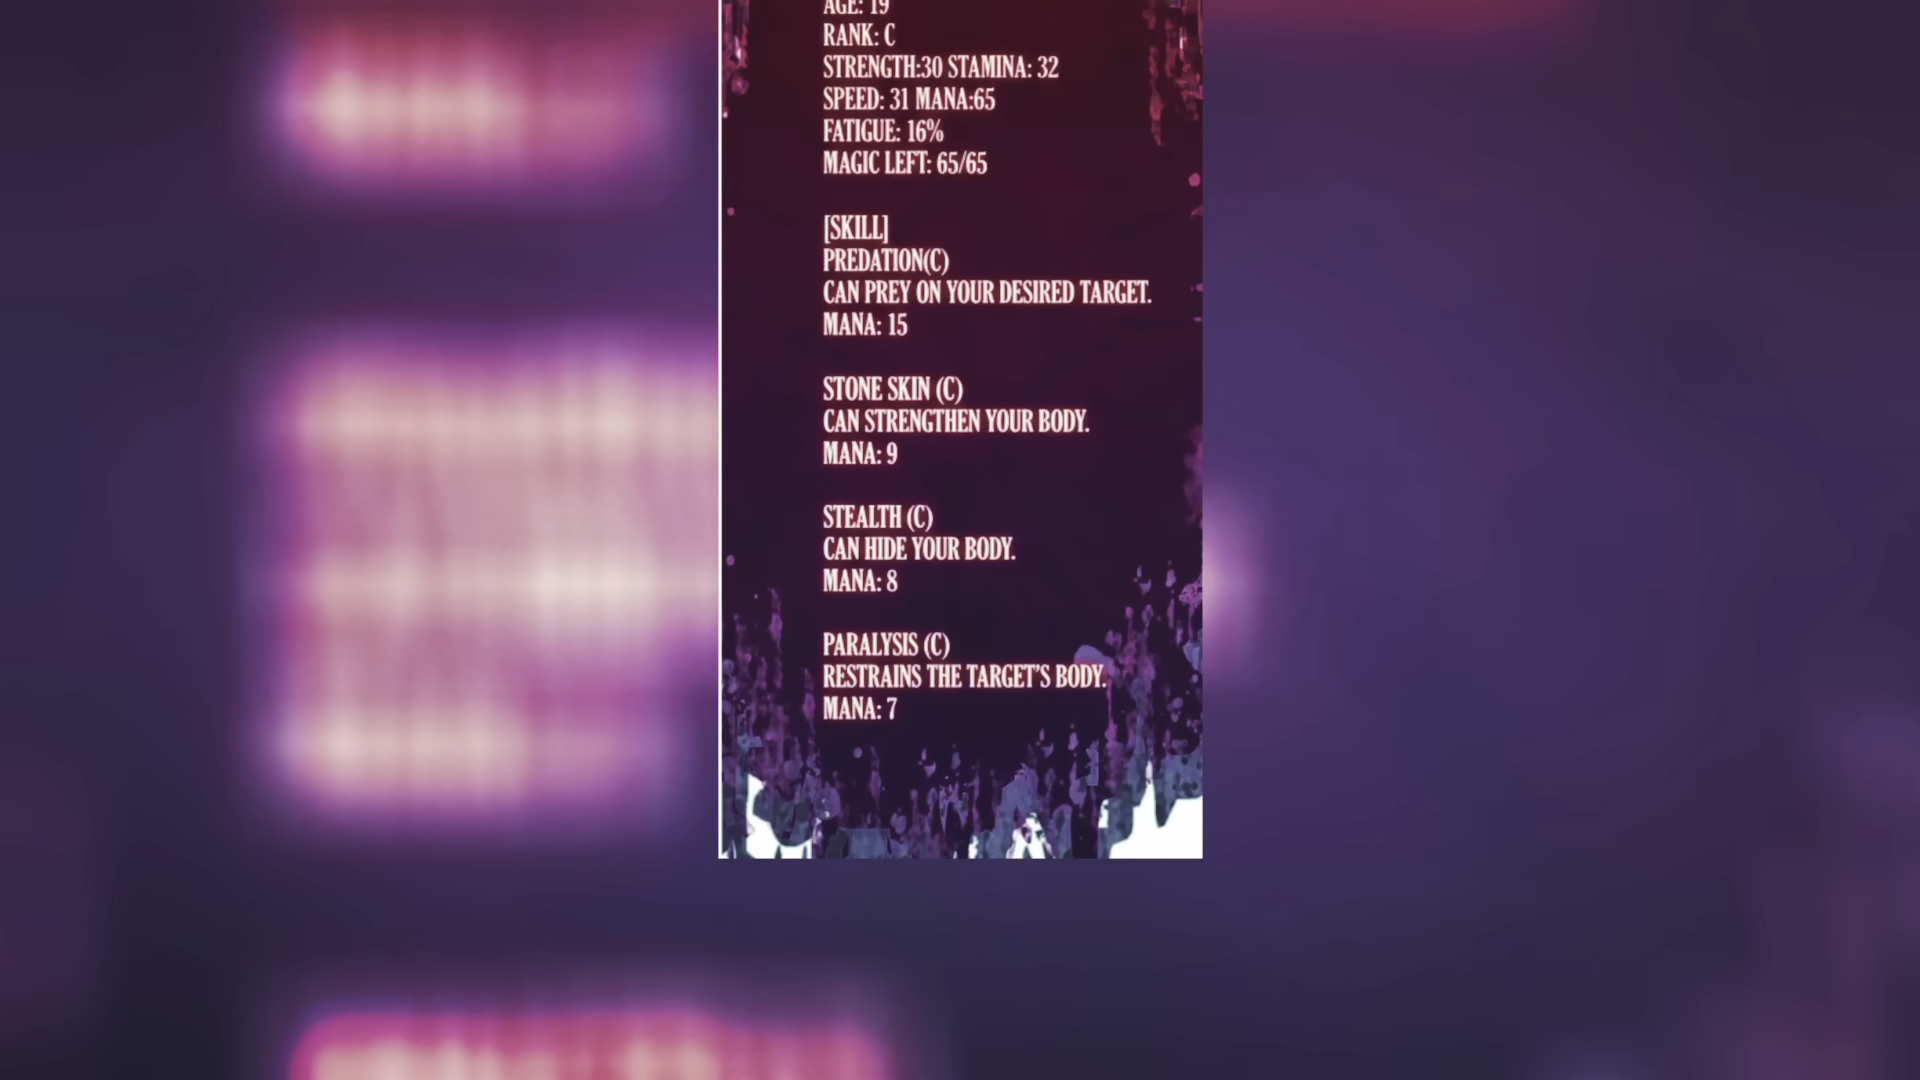 AGE: 19
RANK: C
STRENGTH:30 STAMINA: 32
SPEED: 31 MANA:65
FATIGUE: 16%
MAGIC LEFT: 65/65
[SKILL]
PREDATION(C)
CAN PREY ON YOUR DESIRED TARGET.
MANA: 15
STONE SKIN (C)
CAN STRENGTHEN YOUR BODY.
MANA: 9
STEALTH (C)
CAN HIDE YOUR BODY.
MANA: 8
PARALYSIS (C)
RESTRAINS THE TARGET'S BODY.
MANA: 7